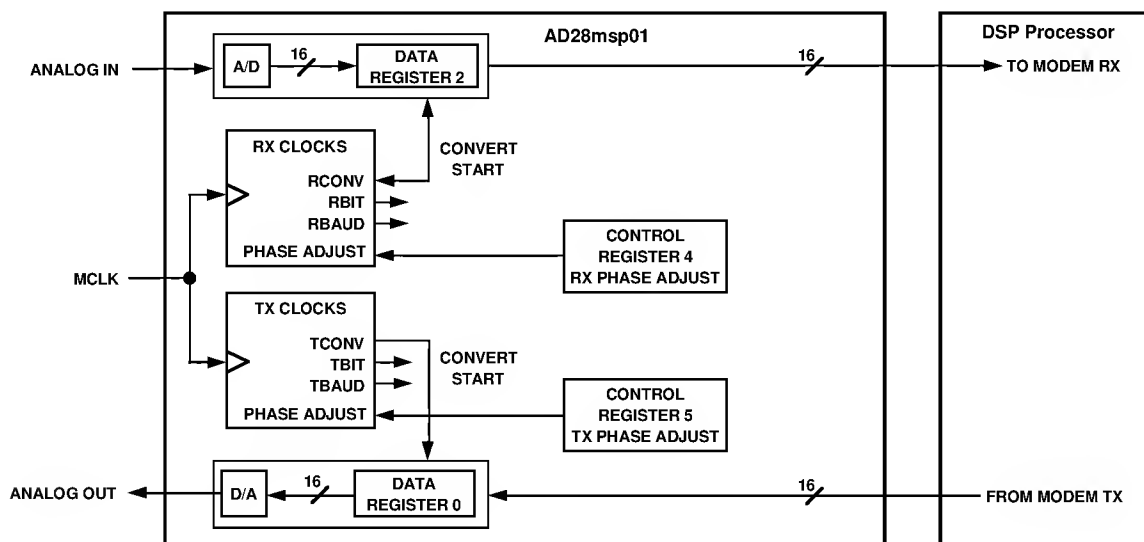 AD28msp01
DSP Processor
ANALOG IN
A/D
16
DATA
REGISTER 2
16
TO MODEM RX
RX CLOCKS
RCONV
RBIT
RBAUD
PHASE ADJUST
CONVERT
START
CONTROL
REGISTER 4
RX PHASE ADJUST
MCLK
TX CLOCKS
TCONV
TBIT
TBAUD
PHASE ADJUST
CONVERT
START
CONTROL
REGISTER 5
TX PHASE ADJUST
ANALOG OUT
D/A
16
DATA
REGISTER 0
16
FROM MODEM TX